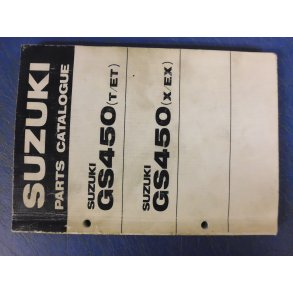 SUZUKI
PARTS CATALOGUE
SUZUKI
GS450(T/ET)
SUZUKI
GS450(X/EX)